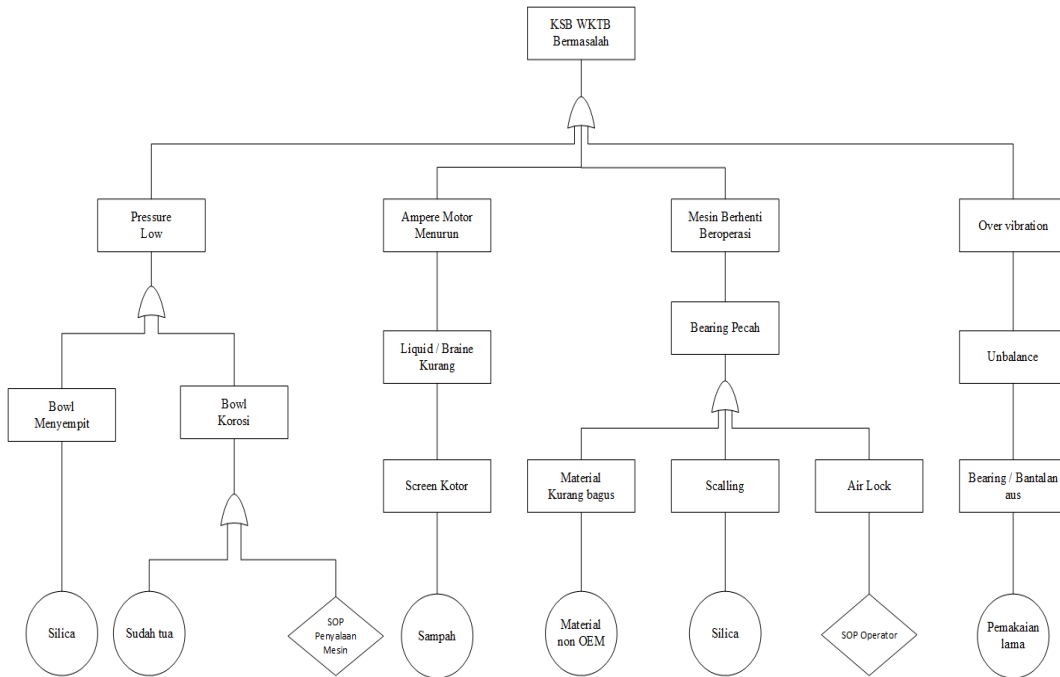 KSB WKTB
Bermasalah
Pressure
Low
Ampere Motor
Menurun
Mesin Berhenti
Beroperasi
Over vibration
Liquid / Braine
Kurang
Bearing Pecah
Unbalance
Bowl
Menyempit
Bowl
Korosi
Screen Kotor
Material
Kurang bagus
Scalling
Air Lock
Bearing / Bantalan
aus
Silica
Sudah tua
SOP
Penyalaan
Mesin
Sampah
Material
non OEM
Silica
SOP Operator
Pemakaian
lama